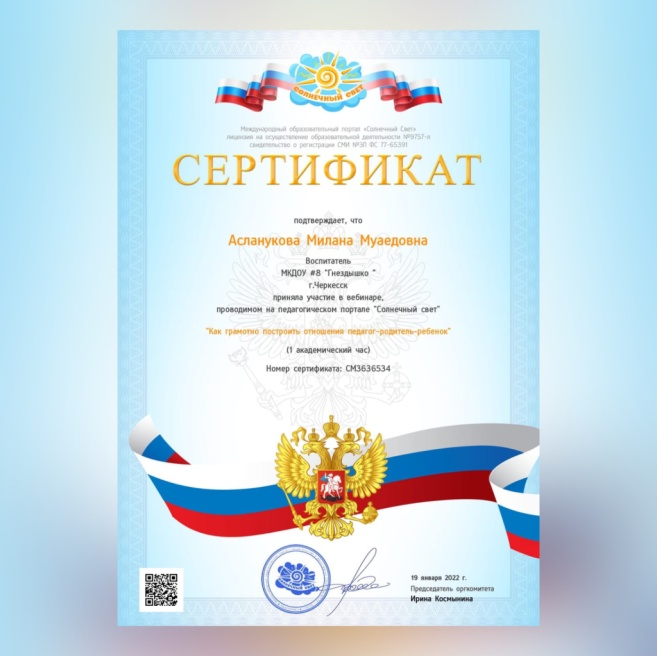 СОЛНЕЧНЫЙ СВЕТ
Международный образовательный портал «Солнечный Свет»
лицензия на осуществление образовательной деятельности №9757-л
свидетельство о регистрации СМИ №ЭЛ ФС 77-65391
СЕРТИФИКАТ
подтверждает, что
Асланукова Милана Муаедовна
Воспитатель
МКДОУ #8 "Гнездышко "
г.Черкесск
приняла участие в вебинаре,
проводимом на педагогическом портале "Солнечный свет"
"Как грамотно построить отношения педагог-родитель-ребенок"
(1 академический час)
Номер сертификата: СМ3636534
19 января 2022 г.
Председатель оргкомитета
Ирина Космынина